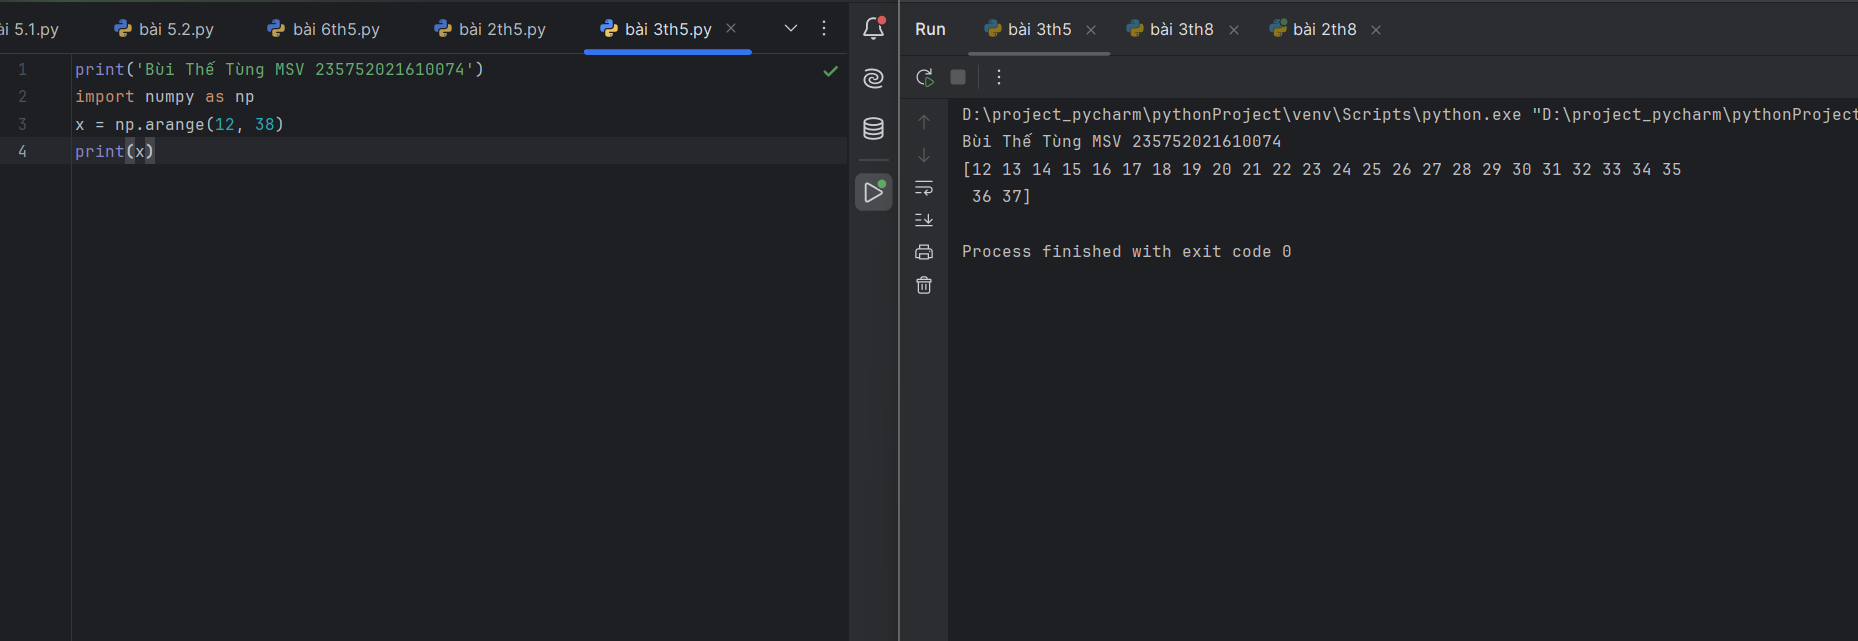 ài 5.1.py bài 5.2.py bài 6th5.py bài 2th5.py bài 3th5.py
1 print('Bùi Thế Tùng MSV 235752021610074')
2 import numpy as np
3 x = np.arange(12, 38)
4 print(x)
Run bài 3th5 bài 3th8 bài 2th8
D:\project_pycharm\pythonProject\venv\Scripts\python.exe "D:\project_pycharm\pythonProject
Bùi Thế Tùng MSV 235752021610074
[12 13 14 15 16 17 18 19 20 21 22 23 24 25 26 27 28 29 30 31 32 33 34 35
36 37]
Process finished with exit code 0